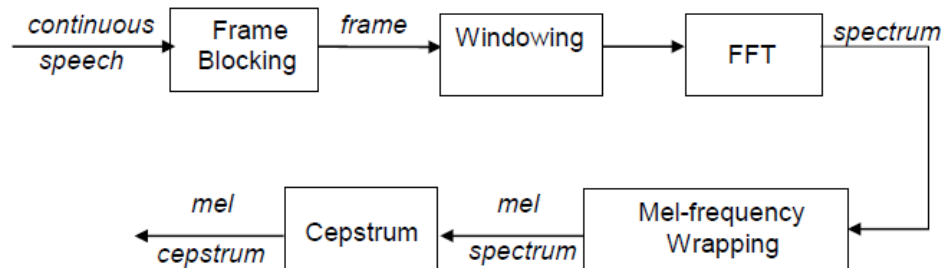 continuous
speech
Frame
Blocking
frame
Windowing
FFT
spectrum
Mel-frequency
Wrapping
mel
spectrum
Cepstrum
mel
cepstrum